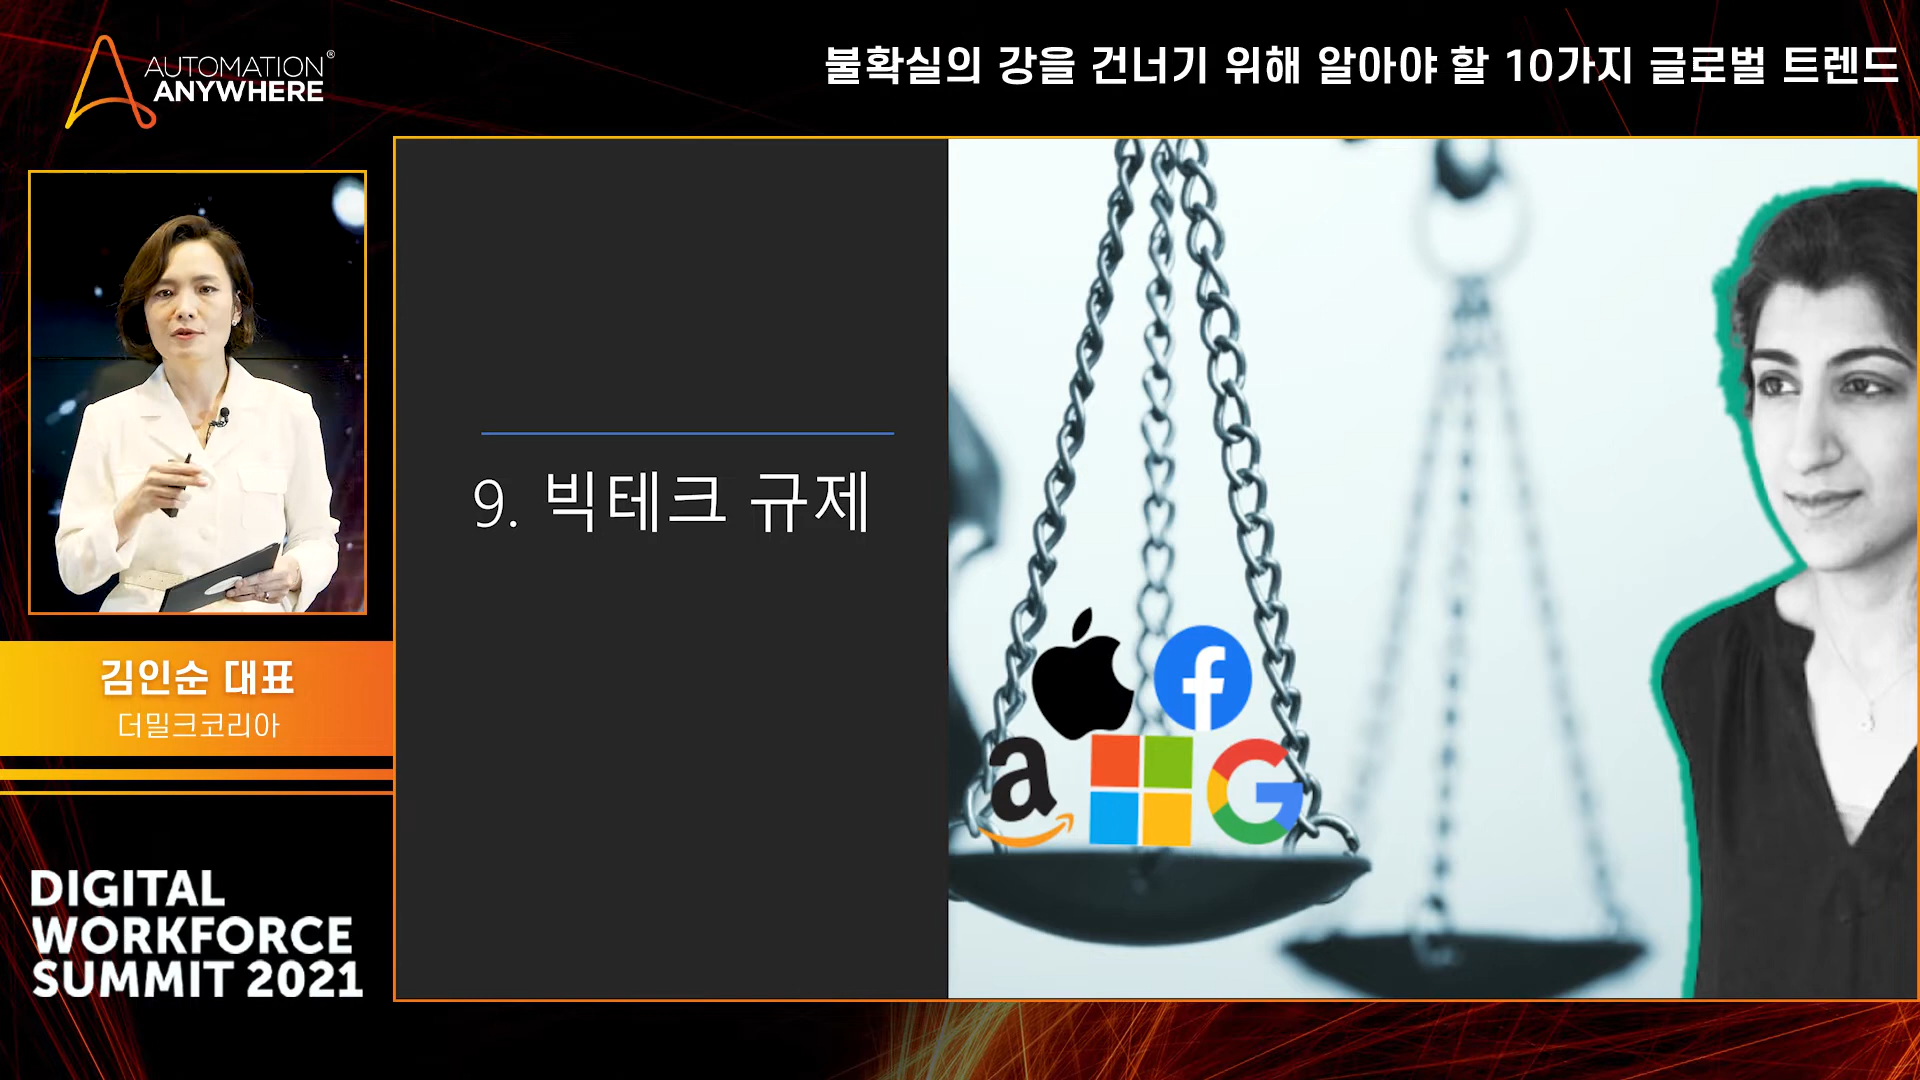 AUTOMATION®
ANYWHERE
불확실의 강을 건너기 위해 알아야 할 10가지 글로벌 트렌드
9. 빅테크 규제
김인순 대표
더밀크코리아
DIGITAL
WORKFORCE
SUMMIT 2021